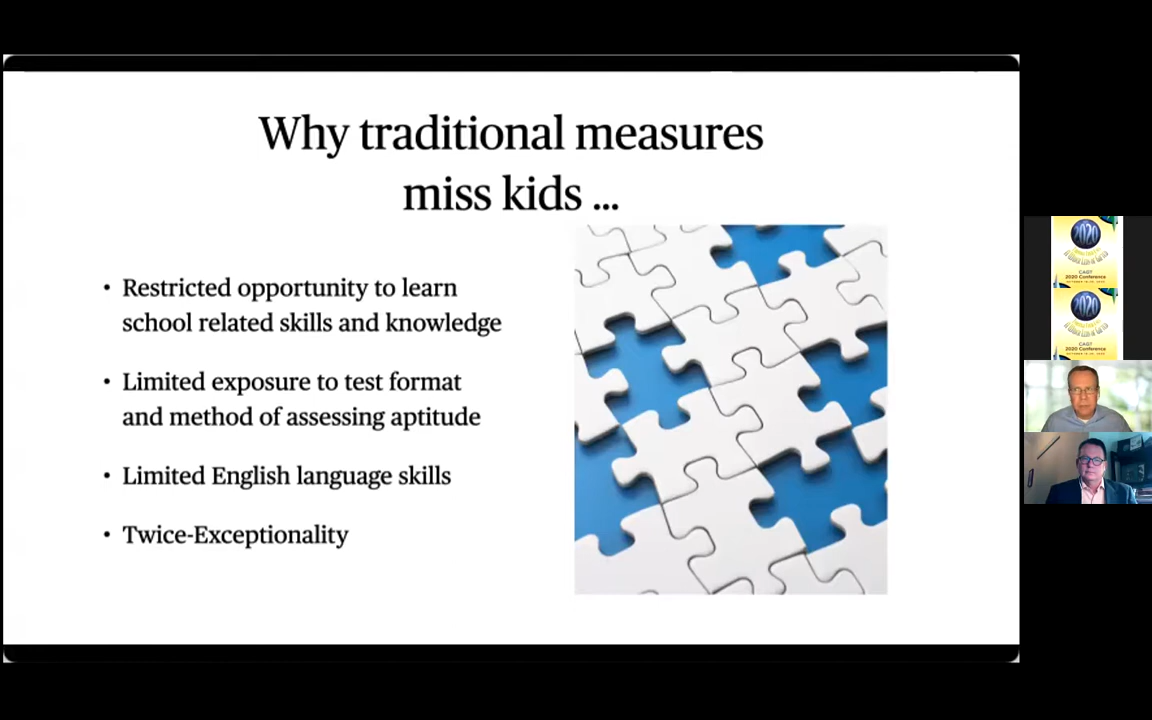 Why traditional measures
miss kids ...
• Restricted opportunity to learn
school related skills and knowledge
• Limited exposure to test format
and method of assessing aptitude
• Limited English language skills
• Twice-Exceptionality
2020
CAGT
2020 Conference
2020
CAGT
2020 Conference